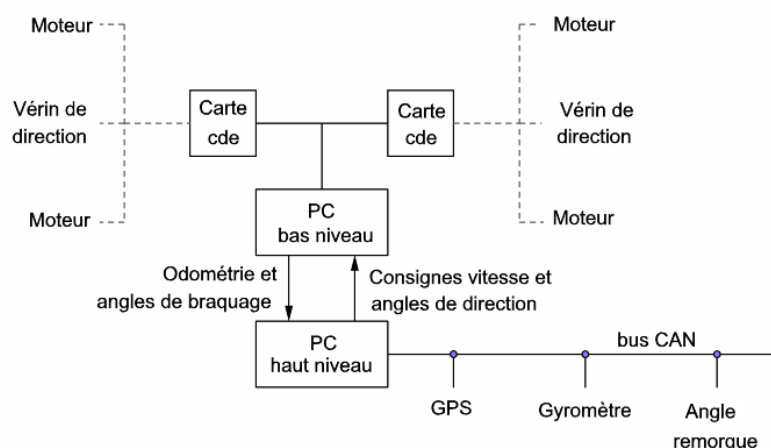 Moteur
Moteur
Vérin de
direction
Carte
cde
Carte
cde
Vérin de
direction
Moteur
Moteur
PC
bas niveau
Odométrie et
angles de braquage
Consignes vitesse et
angles de direction
PC
haut niveau
bus CAN
GPS
Gyromètre
Angle
remorque